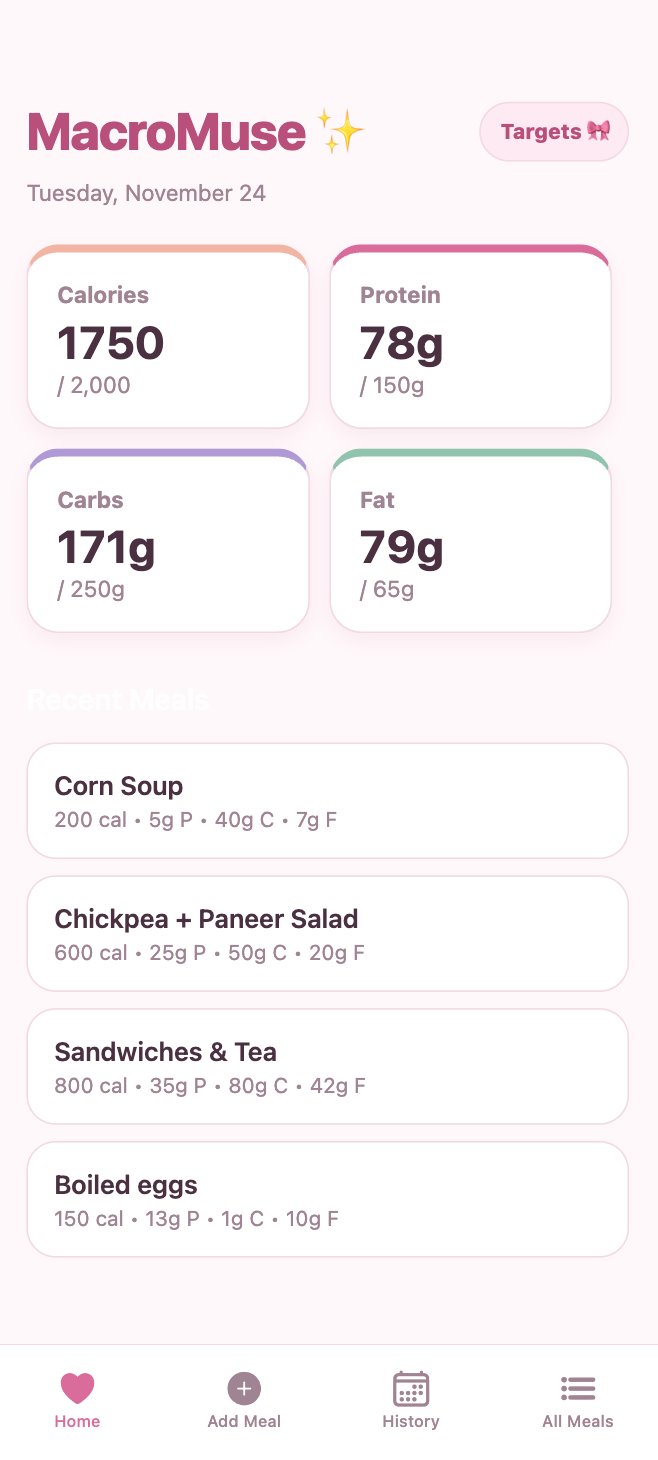 MacroMuse ✨
Targets 🎀
Tuesday, November 24
Calories
1750
/ 2,000
Protein
78g
/ 150g
Carbs
171g
/ 250g
Fat
79g
/ 65g
Recent Meals
Corn Soup
200 cal • 5g P • 40g C • 7g F
Chickpea + Paneer Salad
600 cal • 25g P • 50g C • 20g F
Sandwiches & Tea
800 cal • 35g P • 80g C • 42g F
Boiled eggs
150 cal • 13g P • 1g C • 10g F
Home
Add Meal
History
All Meals